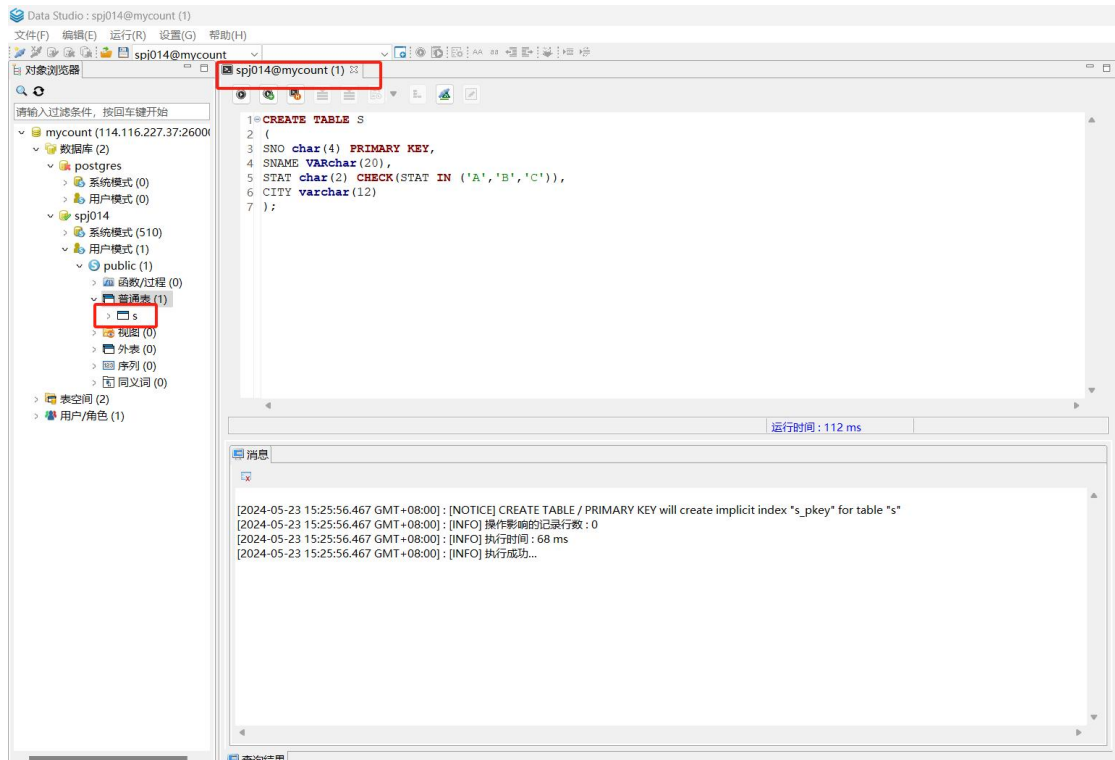 Data Studio : spj014@mycount (1)
文件(F) 编辑(E) 运行(R) 设置(G) 帮助(H)
spj014@mycount
对象浏览器
请输入过滤条件，按回车键开始
mycount (114.116.227.37:2600
数据库 (2)
postgres
系统模式 (0)
用户模式 (0)
spj014
系统模式 (510)
用户模式 (1)
public (1)
函数/过程 (0)
普通表 (1)
s
视图 (0)
外表 (0)
序列 (0)
同义词 (0)
表空间 (2)
用户/角色 (1)
spj014@mycount (1)
1 CREATE TABLE S
2 (
3 SNO char(4) PRIMARY KEY,
4 SNAME VARchar(20),
5 STAT char(2) CHECK(STAT IN ('A','B','C')),
6 CITY varchar(12)
7 );
运行时间 : 112 ms
消息
[2024-05-23 15:25:56.467 GMT+08:00] : [NOTICE] CREATE TABLE / PRIMARY KEY will create implicit index "s_pkey" for table "s"
[2024-05-23 15:25:56.467 GMT+08:00] : [INFO] 操作影响的记录行数 : 0
[2024-05-23 15:25:56.467 GMT+08:00] : [INFO] 执行时间 : 68 ms
[2024-05-23 15:25:56.467 GMT+08:00] : [INFO] 执行成功...
查询结果